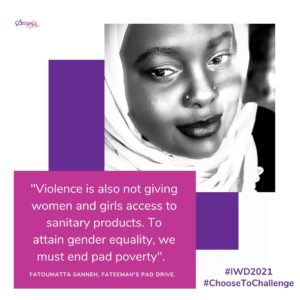 "Violence is also not giving
women and girls access to
sanitary products. To
attain gender equality, we
must end pad poverty".
FATOUMATTA SANNEH, FATEEMAH'S PAD DRIVE.
#IWD2021
#ChooseToChallenge